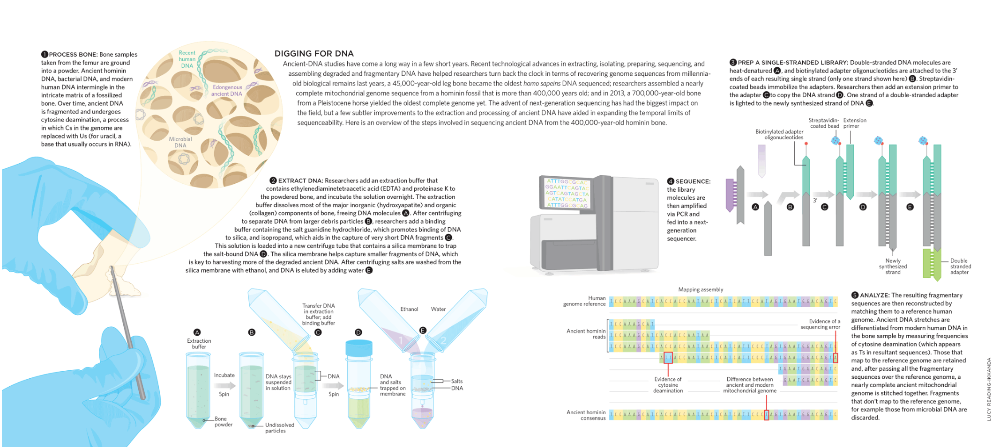 1 PROCESS BONE: Bone samples
taken from the femur are ground
into a powder. Ancient hominin
DNA, bacterial DNA, and modern
human DNA intermingle in the
intricate matrix of a fossilized
bone. Over time, ancient DNA
is fragmented and undergoes
cytosine deamination, a process
in which Cs in the genome are
replaced with Us (for uracil, a
base that usually occurs in RNA).
Recent
human
DNA
Edongenous
ancient DNA
Microbial
DNA
DIGGING FOR DNA
Ancient-DNA studies have come a long way in a few short years. Recent technological advances in extracting, isolating, preparing, sequencing, and
assembling degraded and fragmentary DNA have helped researchers turn back the clock in terms of recovering genome sequences from millennia-
old biological remains last years, a 45,000-year-old leg bone became the oldest homo sapeins DNA sequenced; researchers assembled a nearly
complete mitochondrial genome sequence from a hominin fossil that is more than 400,000 years old; and in 2013, a 700,000-year-old bone
from a Pleistocene horse yielded the oldest complete genome yet. The advent of next-generation sequencing has had the biggest impact on
the field, but a few subtler improvements to the extraction and processing of ancient DNA have aided in expanding the temporal limits of
sequenceability. Here is an overview of the steps involved in sequencing ancient DNA from the 400,000-year-old hominin bone.
2 EXTRACT DNA: Researchers add an extraction buffer that
contains ethylenediaminetetraacetic acid (EDTA) and proteinase K to
the powdered bone, and incubate the solution overnight. The extraction
buffer dissolves most of the major inorganic (hydroxyapatite) and organic
(collagen) components of bone, freeing DNA molecules A. After centrifuging
to separate DNA from larger debris particles B, researchers add a binding
buffer containing the salt guanidine hydrochloride, which promotes binding of DNA
to silica, and isopropand, which aids in the capture of very short DNA fragments C.
This solution is loaded into a new centrifuge tube that contains a silica membrane to trap
the salt-bound DNA D. The silica membrane helps capture smaller fragments of DNA, which
is key to harvesting more of the degraded ancient DNA. After centrifuging salts are washed from the
silica membrane with ethanol, and DNA is eluted by adding water E
A
Extraction
buffer
Bone
powder
Incubate
Spin
B
DNA stays
suspended
in solution
Undissolved
particles
Transfer DNA
in extraction
buffer; add
binding buffer
C
DNA
Spin
D
DNA
and salts
trapped on
membrane
Ethanol
Water
1
2
E
Salts
DNA
3 PREP A SINGLE-STRANDED LIBRARY: Double-stranded DNA molecules are
heat-denatured A, and biotinylated adapter oligonucleotides are attached to the 3′
ends of each resulting single strand (only one strand shown here) B. Streptavidin-
coated beads immobilize the adapters. Researchers then add an extension primer to
the adapter C to copy the DNA strand D. One strand of a double-stranded adapter
is lighted to the newly synthesized strand of DNA E.
Biotinylated adapter
oligonucleotides
Streptavidin-
coated bead
Extension
primer
A
B
3′
C
D
E
Newly
synthesized
strand
Double
stranded
adapter
ATTTGGCGCAC
GGAATTCAGTAC
AGTCAGTAGCTA
CATATCCATGA
ATTTGGCGCAG
4 SEQUENCE:
the library
molecules are
then amplified
via PCR and
fed into a next-
generation
sequencer.
Mapping assembly
Human
genome reference
TCCAAAGCATCACCACCAATAACTCATCATTCCATAGTGAATGGACAGTC
Ancient hominin
reads
TCCAAAGCAT
TCCAAAGCATCACCACCAATAA
TCCAAAGCATCACCACCAATAACTCATCATTCCCTAGTGAATGGACAGTC
ATTACCAATAACTCATCATTCCCTAGTGAA GGACAGTA
TGAATGGACAGTC
GAATGGACAGTC
Evidence of a
sequencing error
Evidence of
cytosine
deamination
Difference between
ancient and modern
mitochondrial genome
Ancient hominin
consensus
TCCAAAGCATCACCACCAATAACTCATCATTCCCTAGTGAATGGACAGTC
5 ANALYZE: The resulting fragmentary
sequences are then reconstructed by
matching them to a reference human
genome. Ancient DNA stretches are
differentiated from modern human DNA in
the bone sample by measuring frequencies
of cytosine deamination (which appears
as Ts in resultant sequences). Those that
map to the reference genome are retained
and, after passing all the fragmentary
sequences over the reference genome, a
nearly complete ancient mitochondrial
genome is stitched together. Fragments
that don't map to the reference genome,
for example those from microbial DNA are
discarded.
LUCY READING-IKKANDA